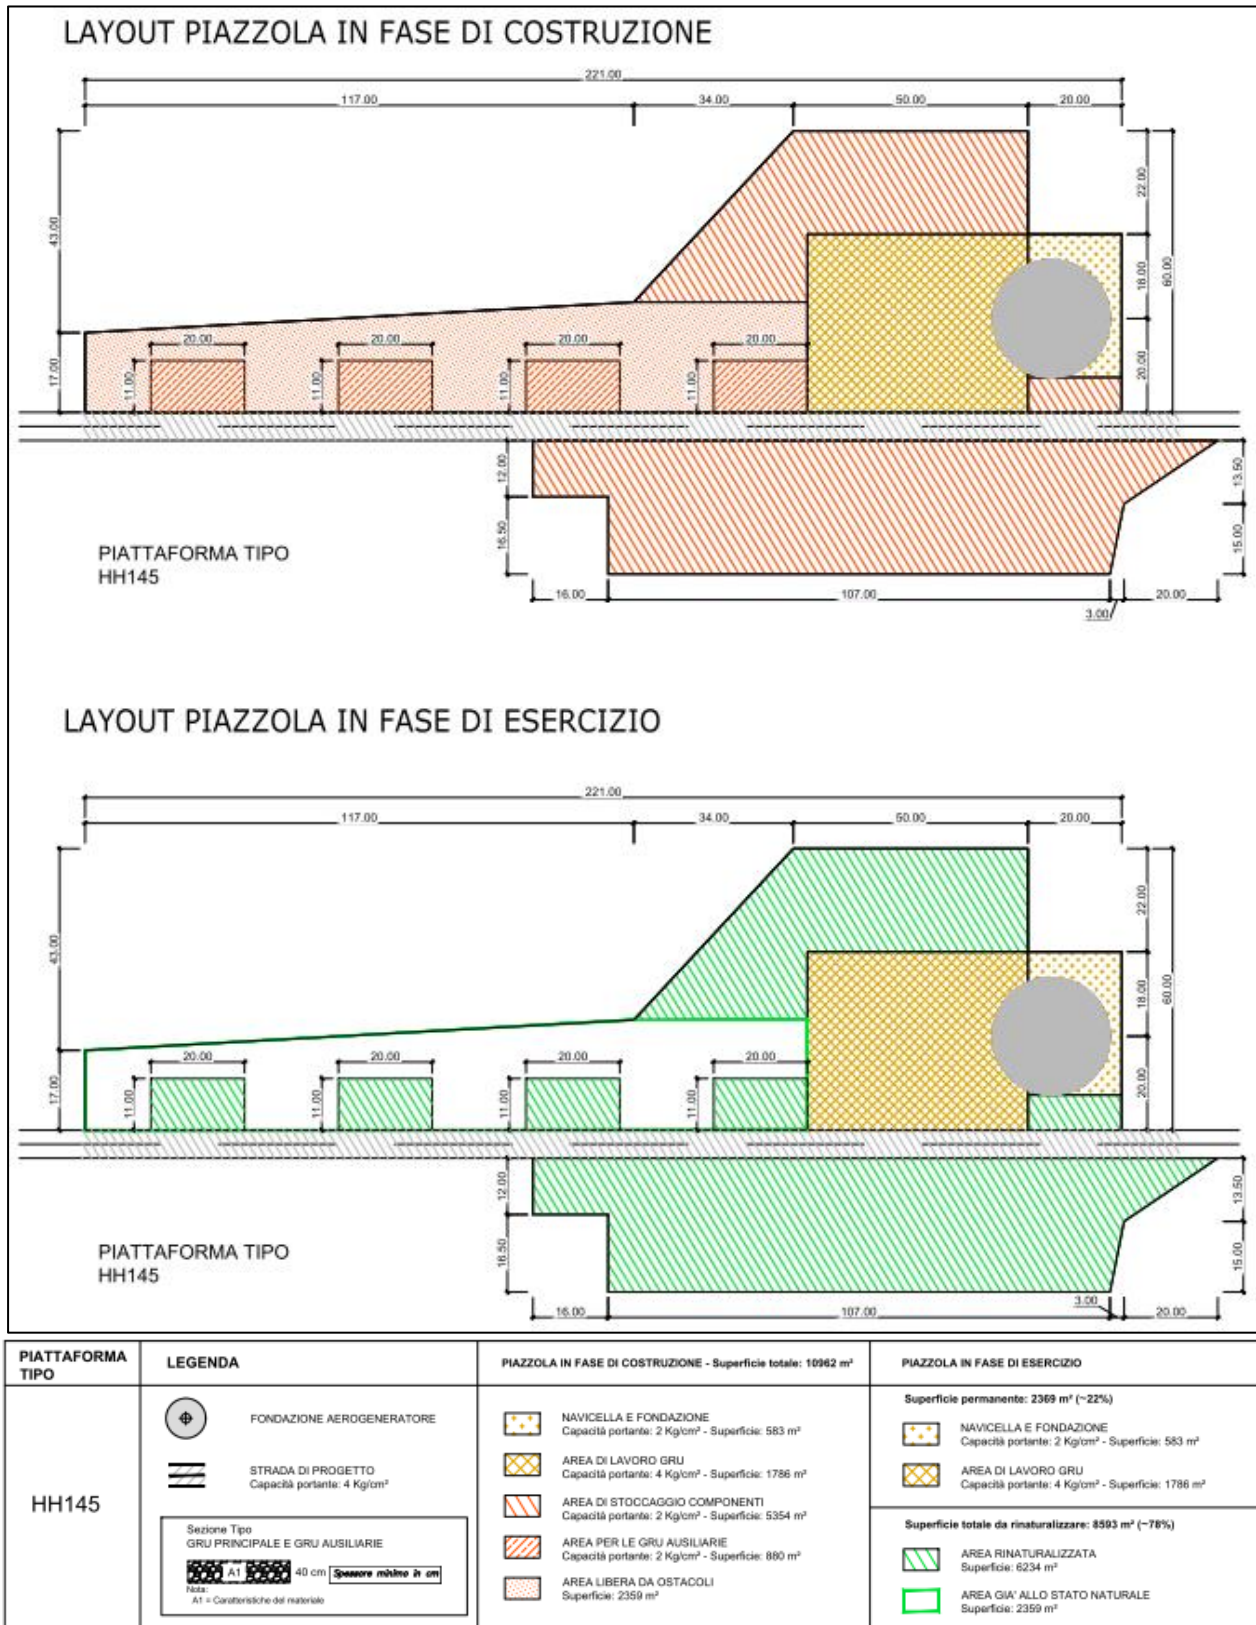 LAYOUT PIAZZOLA IN FASE DI COSTRUZIONE
221.00
117.00 34.00 50.00 20.00
43.00
17.00
22.00
18.00
60.00
20.00
20.00 20.00 20.00 20.00
11.00 11.00 11.00 11.00
12.00
16.50
13.50
15.00
PIATTAFORMA TIPO
HH145
16.00 107.00 3.00 20.00
LAYOUT PIAZZOLA IN FASE DI ESERCIZIO
221.00
117.00 34.00 50.00 20.00
43.00
17.00
22.00
18.00
60.00
20.00
20.00 20.00 20.00 20.00
11.00 11.00 11.00 11.00
12.00
16.50
13.50
15.00
PIATTAFORMA TIPO
HH145
16.00 107.00 3.00 20.00
PIATTAFORMA
TIPO
HH145
LEGENDA
FONDAZIONE AEROGENERATORE
STRADA DI PROGETTO
Capacità portante: 4 Kg/cm²
Sezione Tipo
GRU PRINCIPALE E GRU AUSILIARIE
A1 40 cm Spessore minimo in cm
Nota:
A1 = Caratteristiche del materiale
PIAZZOLA IN FASE DI COSTRUZIONE - Superficie totale: 10962 m²
NAVICELLA E FONDAZIONE
Capacità portante: 2 Kg/cm² - Superficie: 583 m²
AREA DI LAVORO GRU
Capacità portante: 4 Kg/cm² - Superficie: 1786 m²
AREA DI STOCCAGGIO COMPONENTI
Capacità portante: 2 Kg/cm² - Superficie: 5354 m²
AREA PER LE GRU AUSILIARIE
Capacità portante: 2 Kg/cm² - Superficie: 880 m²
AREA LIBERA DA OSTACOLI
Superficie: 2359 m²
PIAZZOLA IN FASE DI ESERCIZIO
Superficie permanente: 2369 m² (~22%)
NAVICELLA E FONDAZIONE
Capacità portante: 2 Kg/cm² - Superficie: 583 m²
AREA DI LAVORO GRU
Capacità portante: 4 Kg/cm² - Superficie: 1786 m²
Superficie totale da rinaturalizzare: 8593 m² (~78%)
AREA RINATURALIZZATA
Superficie: 6234 m²
AREA GIA' ALLO STATO NATURALE
Superficie: 2359 m²